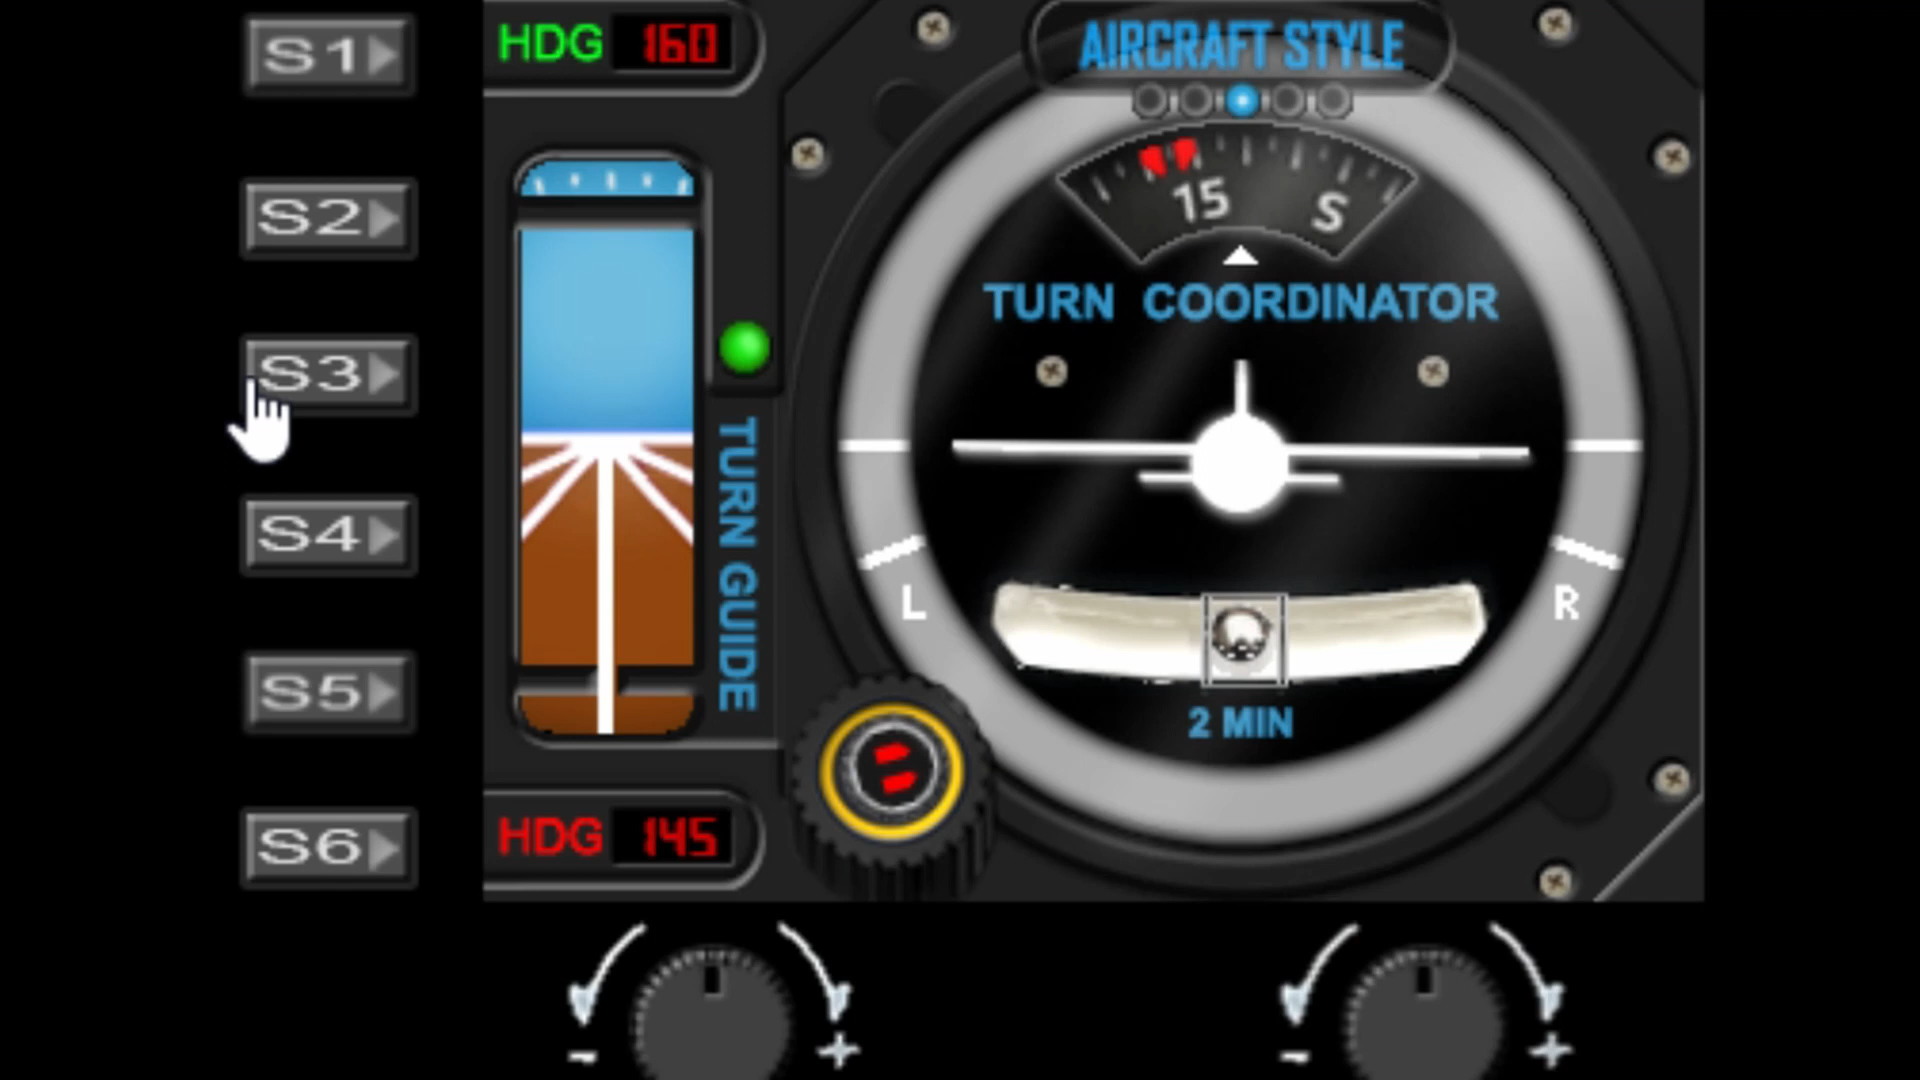 S1
HDG 160
AIRCRAFT STYLE
S2
15 S
TURN COORDINATOR
S3
TURN GUIDE
S4
L R
S5
2 MIN
S6
HDG 145
- +
- +